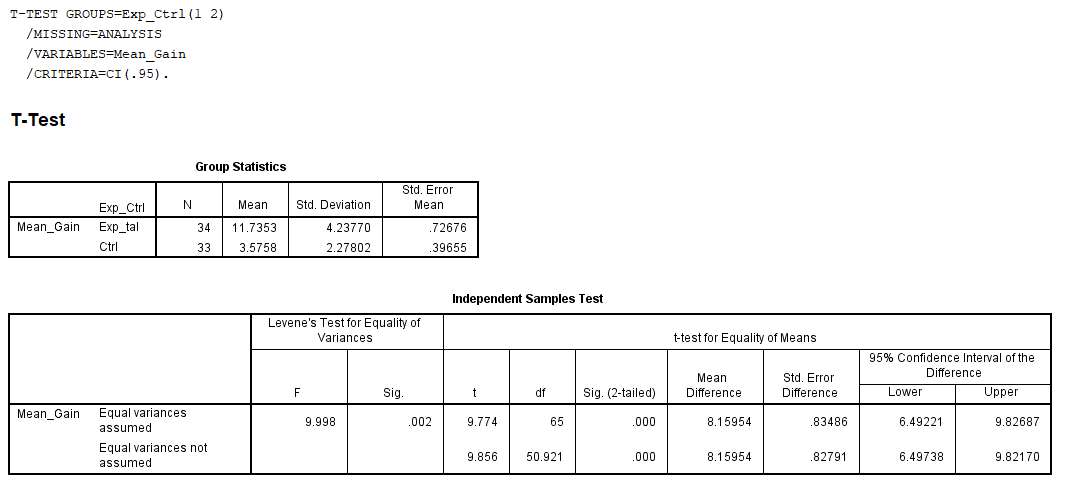 T-TEST GROUPS=Exp_Ctrl(1 2)
/MISSING=ANALYSIS
/VARIABLES=Mean_Gain
/CRITERIA=CI(.95).
T-Test
Group Statistics
Exp_Ctrl N Mean Std. Deviation Std. Error Mean
Mean_Gain Exp_tal 34 11.7353 4.23770 .72676
Ctrl 33 3.5758 2.27802 .39655
Independent Samples Test
Levene's Test for Equality of Variances t-test for Equality of Means
95% Confidence Interval of the Difference
F Sig. t df Sig. (2-tailed) Mean Difference Std. Error Difference Lower Upper
Mean_Gain Equal variances assumed 9.998 .002 9.774 65 .000 8.15954 .83486 6.49221 9.82687
Equal variances not assumed 9.856 50.921 .000 8.15954 .82791 6.49738 9.82170